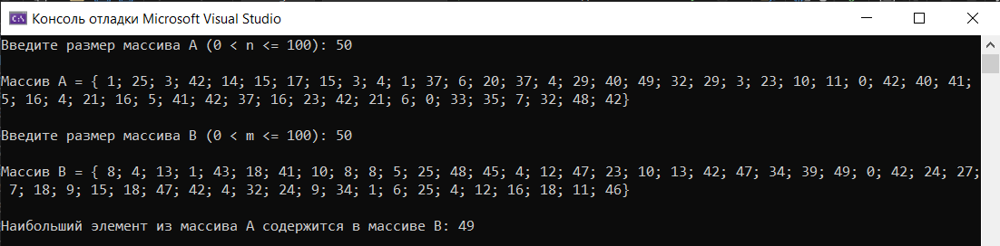 Консоль отладки Microsoft Visual Studio
Введите размер массива A (0 < n <= 100): 50
Массив A = { 1; 25; 3; 42; 14; 15; 17; 15; 3; 4; 1; 37; 6; 20; 37; 4; 29; 40; 49; 32; 29; 3; 23; 10; 11; 0; 42; 40; 41;
5; 16; 4; 21; 16; 5; 41; 42; 37; 16; 23; 42; 21; 6; 0; 33; 35; 7; 32; 48; 42}
Введите размер массива B (0 < m <= 100): 50
Массив B = { 8; 4; 13; 1; 43; 18; 41; 10; 8; 8; 5; 25; 48; 45; 4; 12; 47; 23; 10; 13; 42; 47; 34; 39; 49; 0; 42; 24; 27;
7; 18; 9; 15; 18; 47; 42; 4; 32; 24; 9; 34; 1; 6; 25; 4; 12; 16; 18; 11; 46}
Наибольший элемент из массива A содержится в массиве B: 49